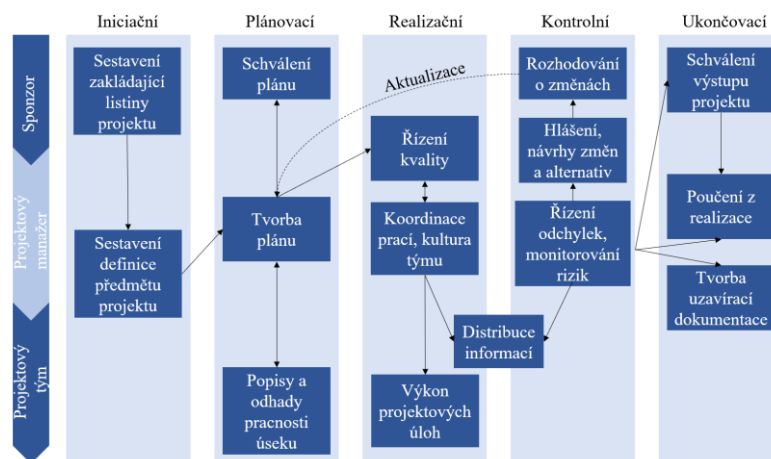 Iniciační
Plánovací
Realizační
Kontrolní
Ukončovací
Sponzor
Projektový
manažer
Projektový
tým
Sestavení
zakládající
listiny
projektu
Sestavení
definice
předmětu
projektu
Schválení
plánu
Tvorba
plánu
Popisy a
odhady
pracnosti
úseku
Aktualizace
Řízení
kvality
Koordinace
prací, kultura
týmu
Výkon
projektových
úloh
Distribuce
informací
Rozhodování
o změnách
Hlášení,
návrhy změn
a alternativ
Řízení
odchylek,
monitorování
rizik
Schválení
výstupu
projektu
Poučení z
realizace
Tvorba
uzavírací
dokumentace